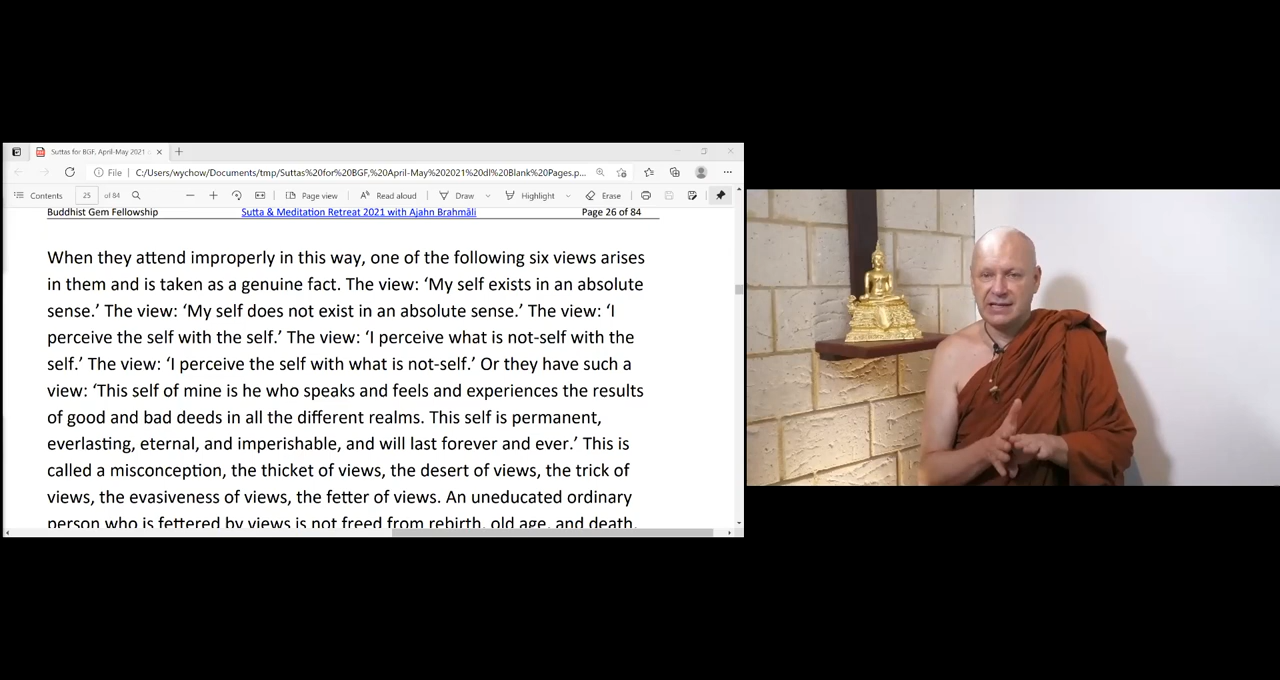 Suttas for BGF, April-May 2021
File
C:/Users/wychow/Documents/tmp/Suttas%20for%20BGF,%20April-May%202021%20dl%20Blank%20Pages.p...
Contents 25 of 84 Page view Read aloud Draw Highlight Erase
Buddhist Gem Fellowship Sutta & Meditation Retreat 2021 with Ajahn Brahmāli Page 26 of 84
When they attend improperly in this way, one of the following six views arises
in them and is taken as a genuine fact. The view: ‘My self exists in an absolute
sense.’ The view: ‘My self does not exist in an absolute sense.’ The view: ‘I
perceive the self with the self.’ The view: ‘I perceive what is not-self with the
self.’ The view: ‘I perceive the self with what is not-self.’ Or they have such a
view: ‘This self of mine is he who speaks and feels and experiences the results
of good and bad deeds in all the different realms. This self is permanent,
everlasting, eternal, and imperishable, and will last forever and ever.’ This is
called a misconception, the thicket of views, the desert of views, the trick of
views, the evasiveness of views, the fetter of views. An uneducated ordinary
person who is fettered by views is not freed from rebirth, old age, and death,